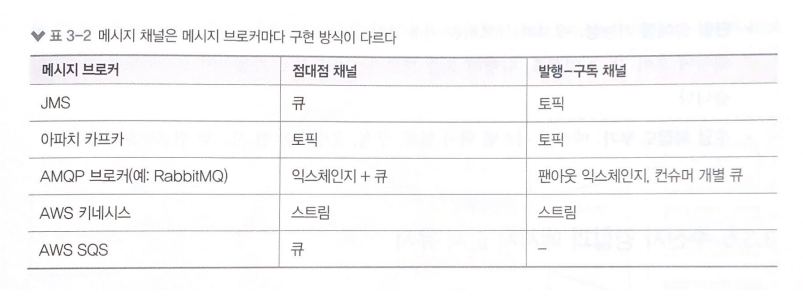 표 3-2 메시지 채널은 메시지 브로커마다 구현 방식이 다르다
메시지 브로커 점대점 채널 발행-구독 채널
JMS 큐 토픽
아파치 카프카 토픽 토픽
AMQP 브로커(예: RabbitMQ) 익스체인지 + 큐 팬아웃 익스체인지, 컨슈머 개별 큐
AWS 키네시스 스트림 스트림
AWS SQS 큐 –